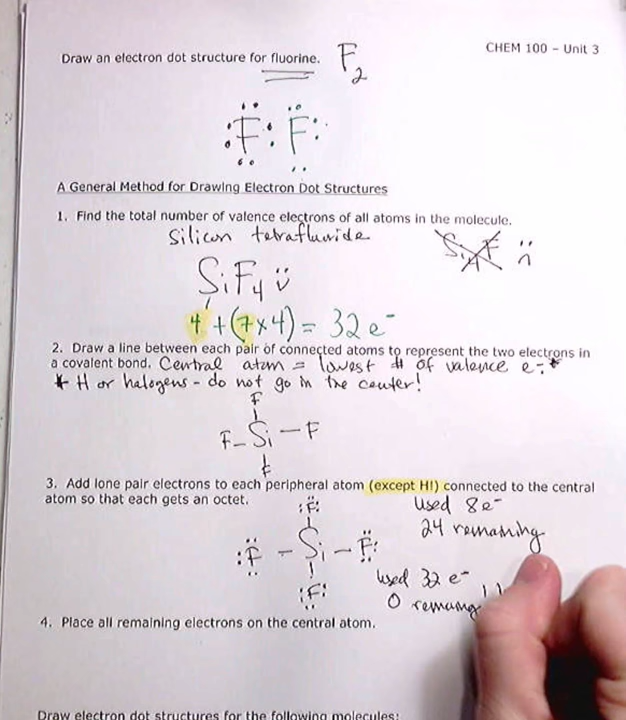 Draw an electron dot structure for fluorine. F2
CHEM 100 – Unit 3
:F: F:
A General Method for Drawing Electron Dot Structures
1. Find the total number of valence electrons of all atoms in the molecule.
Silicon tetrafluoride
Si4F
SiF4
4 + (7x4) = 32 e-
2. Draw a line between each pair of connected atoms to represent the two electrons in
a covalent bond. Central atom = lowest # of valence e-. *
* H or halogens - do not go in the center!
F
F-Si-F
F
3. Add lone pair electrons to each peripheral atom (except H!) connected to the central
atom so that each gets an octet.
used 8e-
24 remaining
:F:
:F - Si - F:
:F:
used 32 e-
0 remaining
4. Place all remaining electrons on the central atom.
Draw electron dot structures for the following molecules: